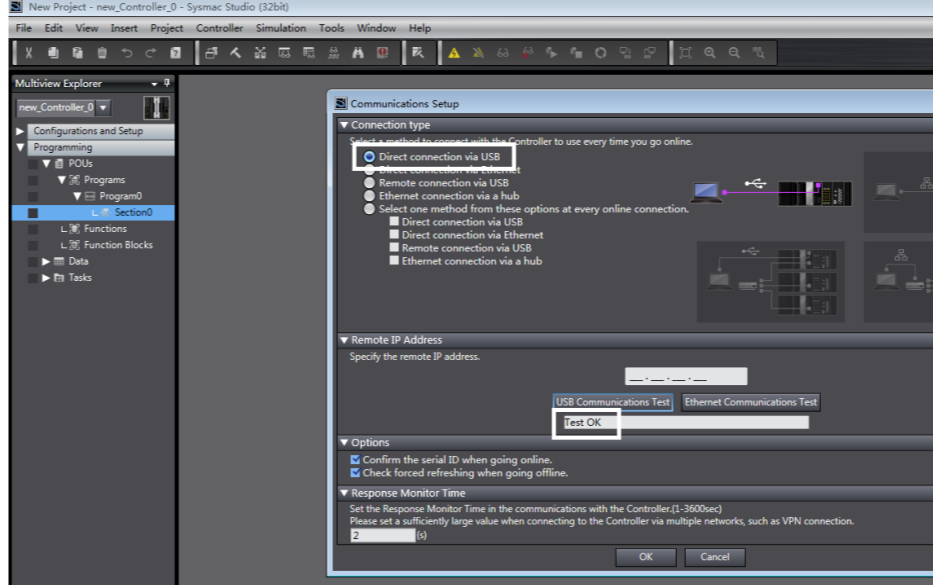 New Project - new_Controller_0 - Sysmac Studio (32bit)
File Edit View Insert Project Controller Simulation Tools Window Help
Multiview Explorer
new_Controller_0
Configurations and Setup
Programming
POUs
Programs
Program0
Section0
Functions
Function Blocks
Data
Tasks
Communications Setup
Connection type
Select a method to connect with the Controller to use every time you go online.
Direct connection via USB
Direct connection via Ethernet
Remote connection via USB
Ethernet connection via a hub
Select one method from these options at every online connection.
Direct connection via USB
Direct connection via Ethernet
Remote connection via USB
Ethernet connection via a hub
Remote IP Address
Specify the remote IP address.
USB Communications Test Ethernet Communications Test
Test OK
Options
Confirm the serial ID when going online.
Check forced refreshing when going offline.
Response Monitor Time
Set the Response Monitor Time in the communications with the Controller.(1-3600sec)
Please set a sufficiently large value when connecting to the Controller via multiple networks, such as VPN connection.
2 (s)
OK Cancel